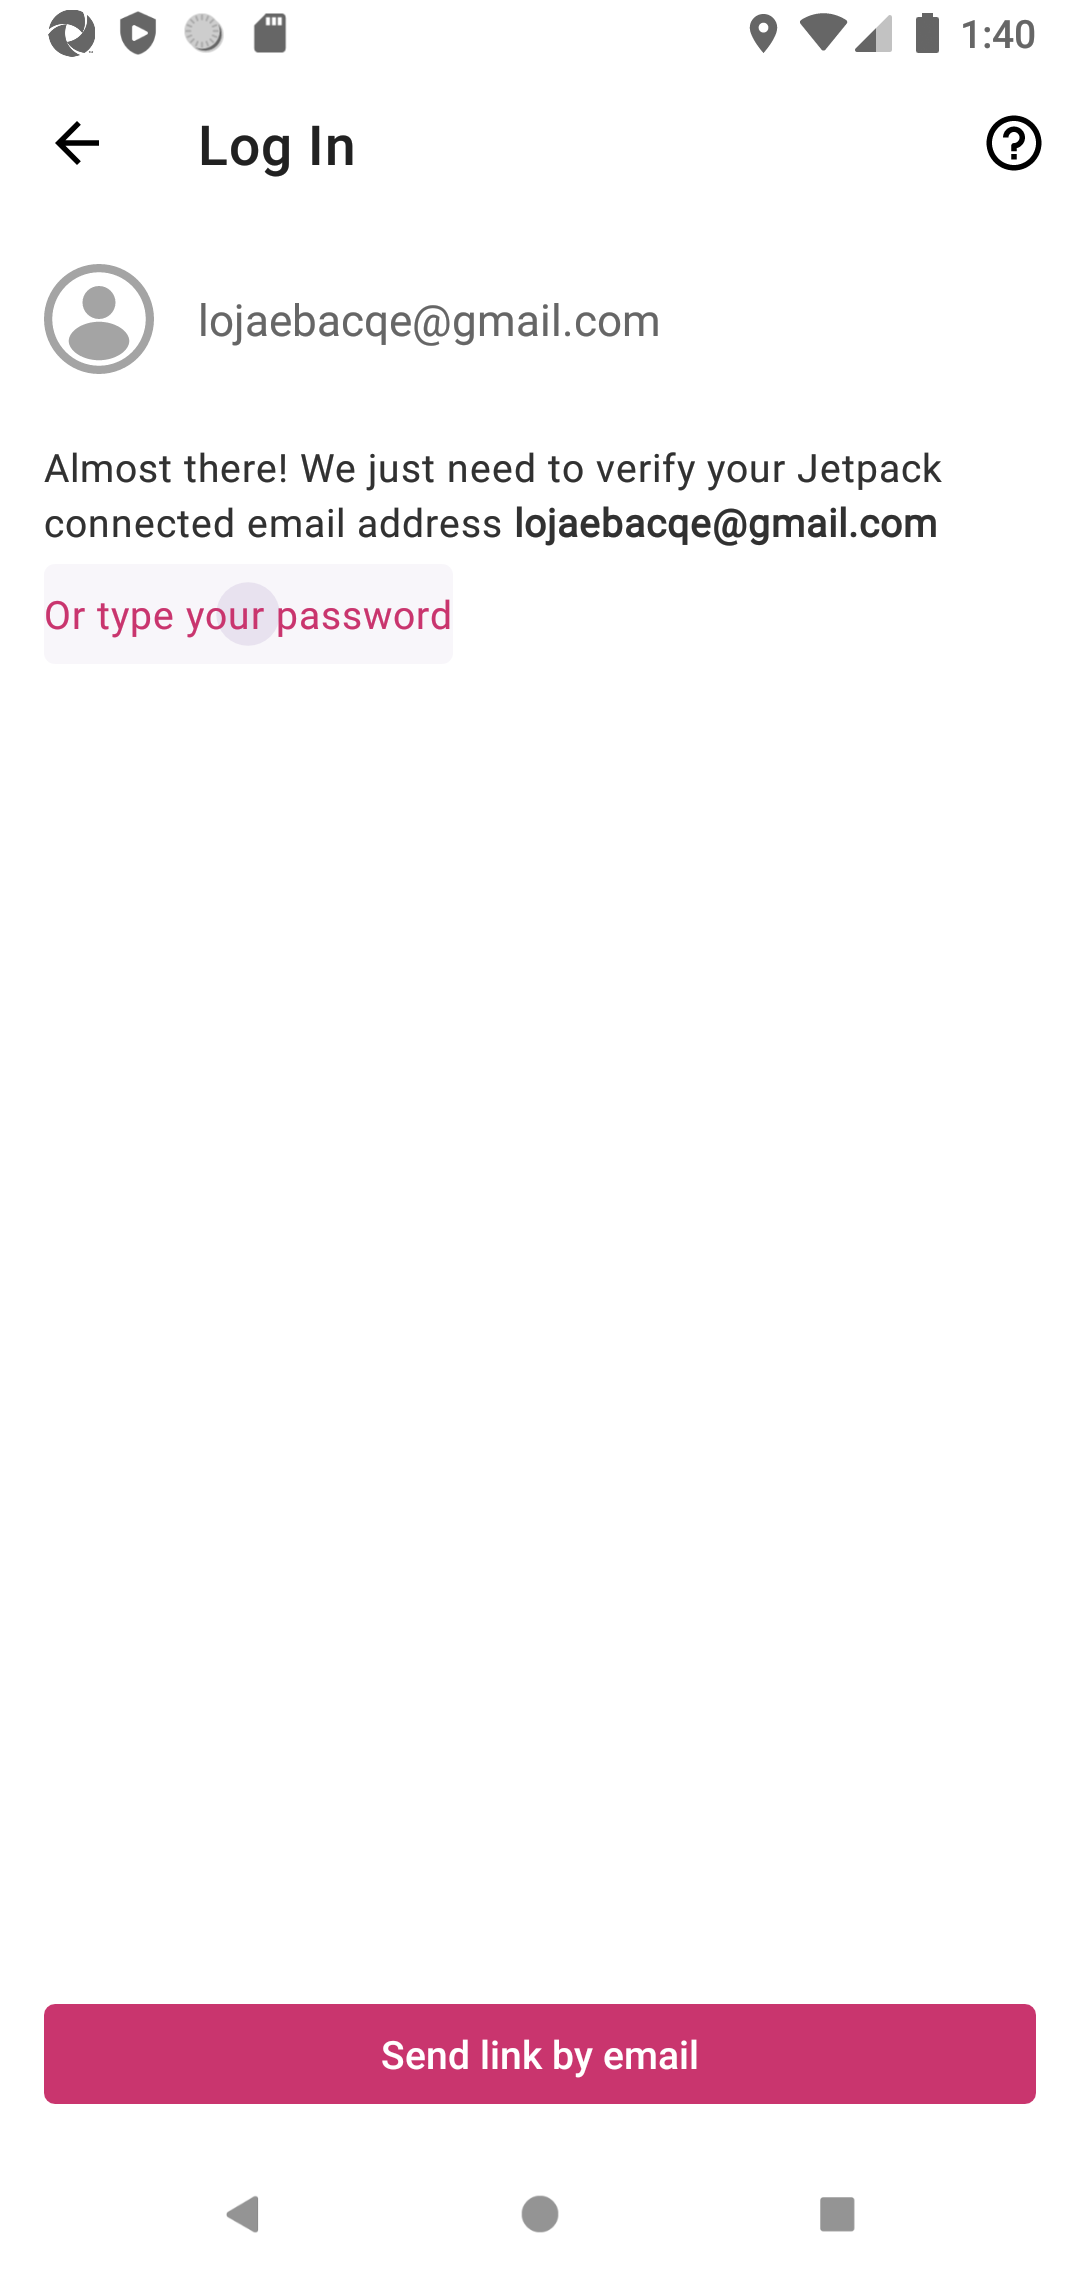 1:40
Log In
lojaebacqe@gmail.com
Almost there! We just need to verify your Jetpack
connected email address lojaebacqe@gmail.com
Or type your password
Send link by email